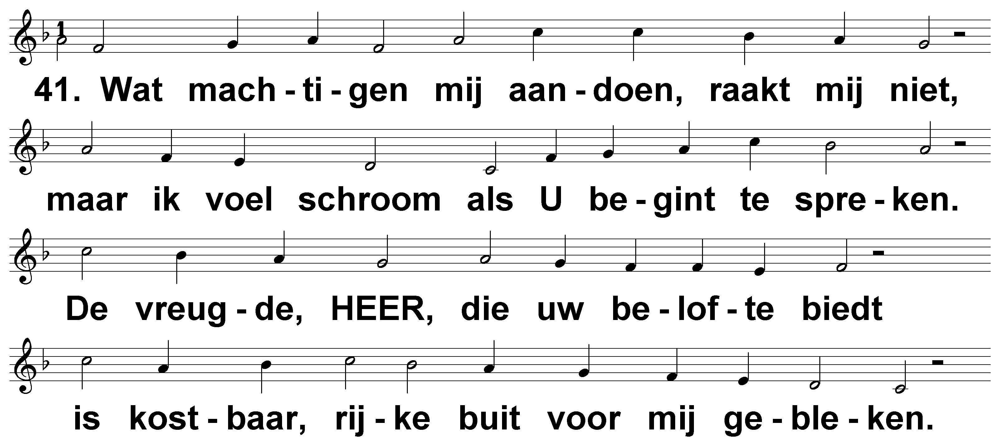 1
41. Wat mach - ti - gen mij aan - doen, raakt mij niet,
maar ik voel schroom als U be - gint te spre - ken.
De vreug - de, HEER, die uw be - lof - te biedt
is kost - baar, rij - ke buit voor mij ge - ble - ken.